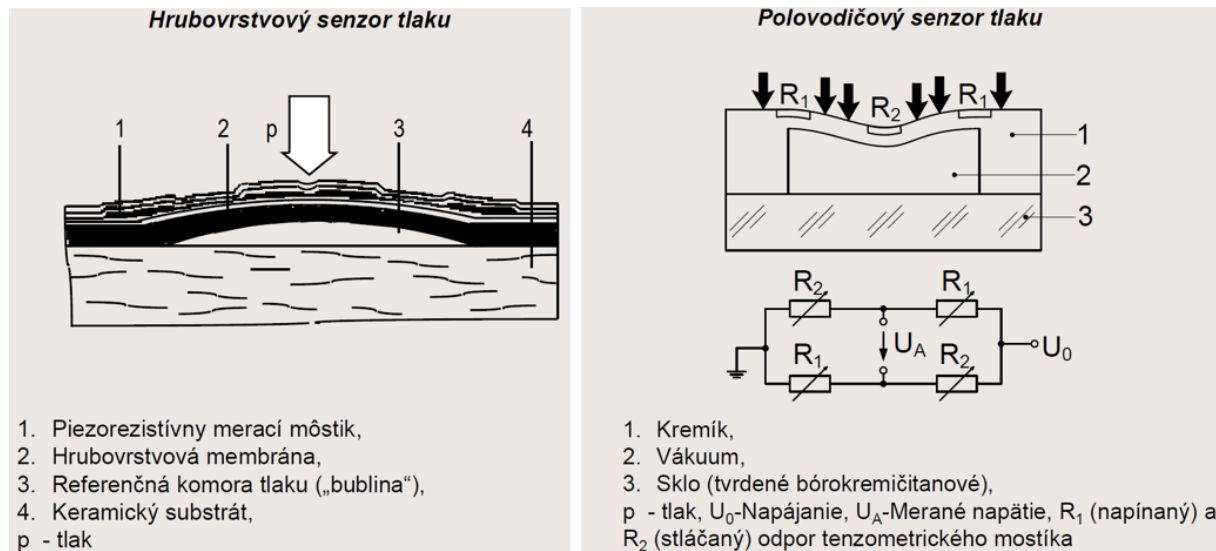 Hrubovrstvový senzor tlaku
1
2
p
3
4
1. Piezorezistívny merací môstik,
2. Hrubovrstvová membrána,
3. Referenčná komora tlaku („bublina“),
4. Keramický substrát,
p - tlak
Polovodičový senzor tlaku
R1
R2
R1
1
2
3
R2
R1
UA
U0
R1
R2
1. Kremík,
2. Vákuum,
3. Sklo (tvrdené bórokremičitanové),
p - tlak, U0-Napájanie, UA-Merané napätie, R1 (napínaný) a
R2 (stláčaný) odpor tenzometrického mostíka